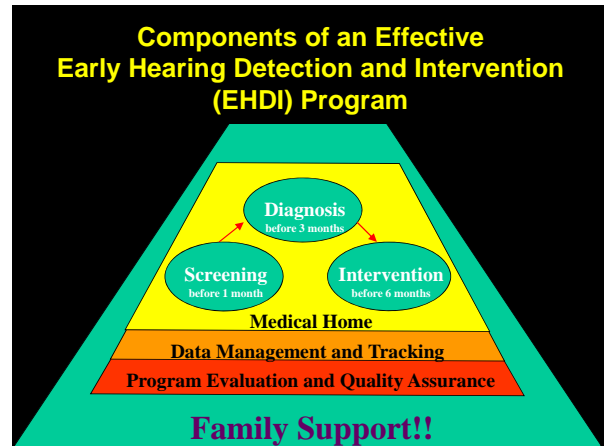 Components of an Effective
Early Hearing Detection and Intervention
(EHDI) Program
Diagnosis
before 3 months
Screening
before 1 month
Intervention
before 6 months
Medical Home
Data Management and Tracking
Program Evaluation and Quality Assurance
Family Support!!